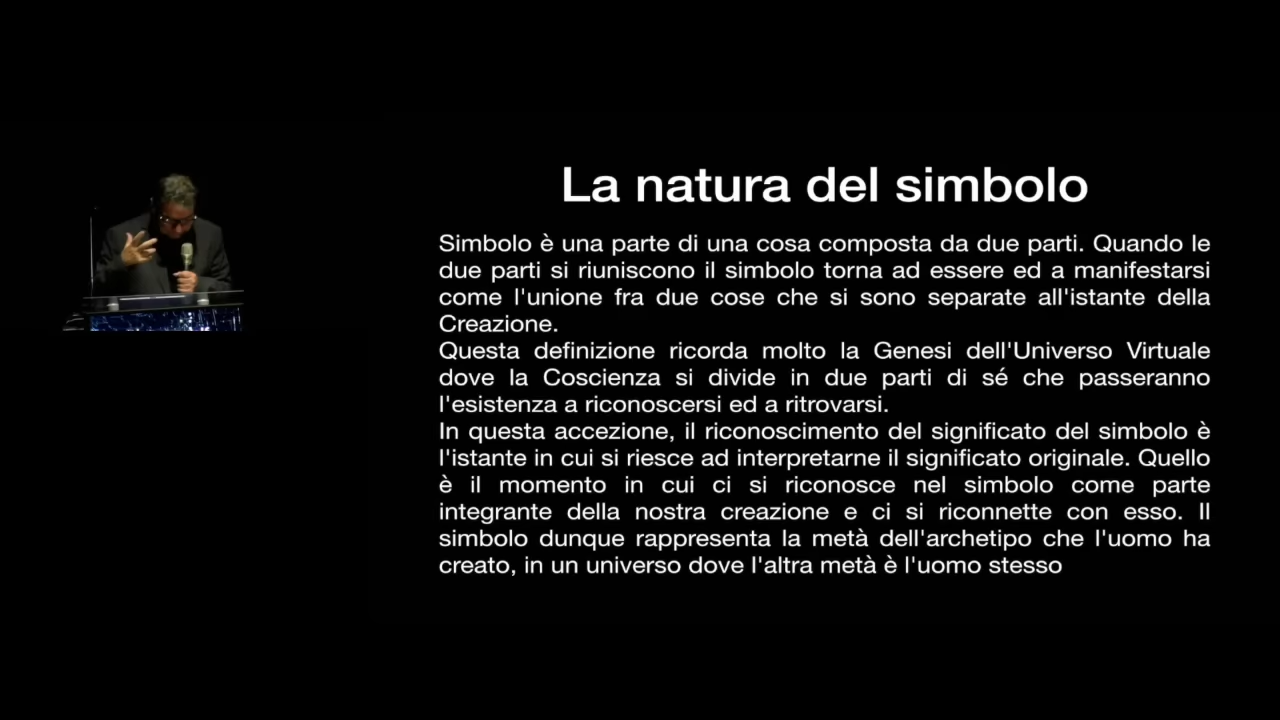 La natura del simbolo
Simbolo è una parte di una cosa composta da due parti. Quando le
due parti si riuniscono il simbolo torna ad essere ed a manifestarsi
come l'unione fra due cose che si sono separate all'istante della
Creazione.
Questa definizione ricorda molto la Genesi dell'Universo Virtuale
dove la Coscienza si divide in due parti di sé che passeranno
l'esistenza a riconoscersi ed a ritrovarsi.
In questa accezione, il riconoscimento del significato del simbolo è
l'istante in cui si riesce ad interpretarne il significato originale. Quello
è il momento in cui ci si riconosce nel simbolo come parte
integrante della nostra creazione e ci si riconnette con esso. Il
simbolo dunque rappresenta la metà dell'archetipo che l'uomo ha
creato, in un universo dove l'altra metà è l'uomo stesso